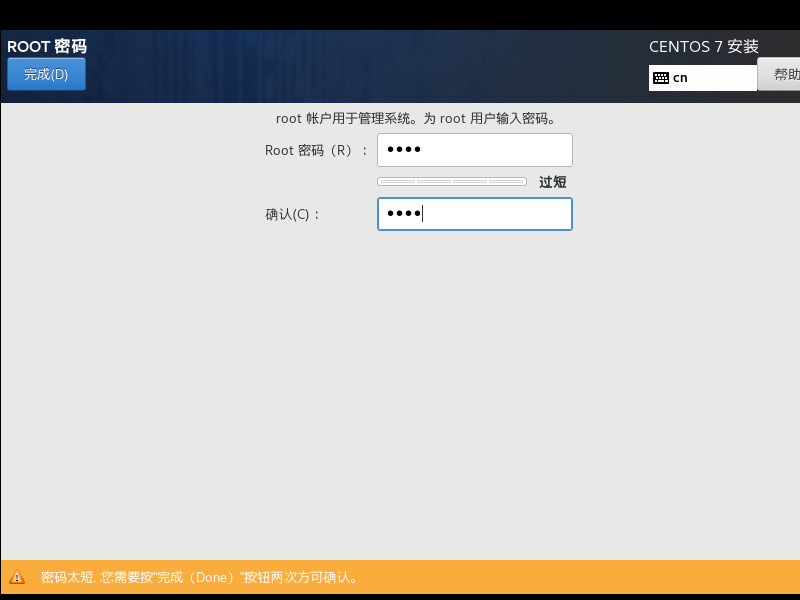 ROOT 密码
CENTOS 7 安装
完成(D)
cn
帮助
root 帐户用于管理系统。为 root 用户输入密码。
Root 密码（R）：
●●●●
过短
确认(C)：
●●●●
密码太短. 您需要按“完成（Done）”按钮两次方可确认。